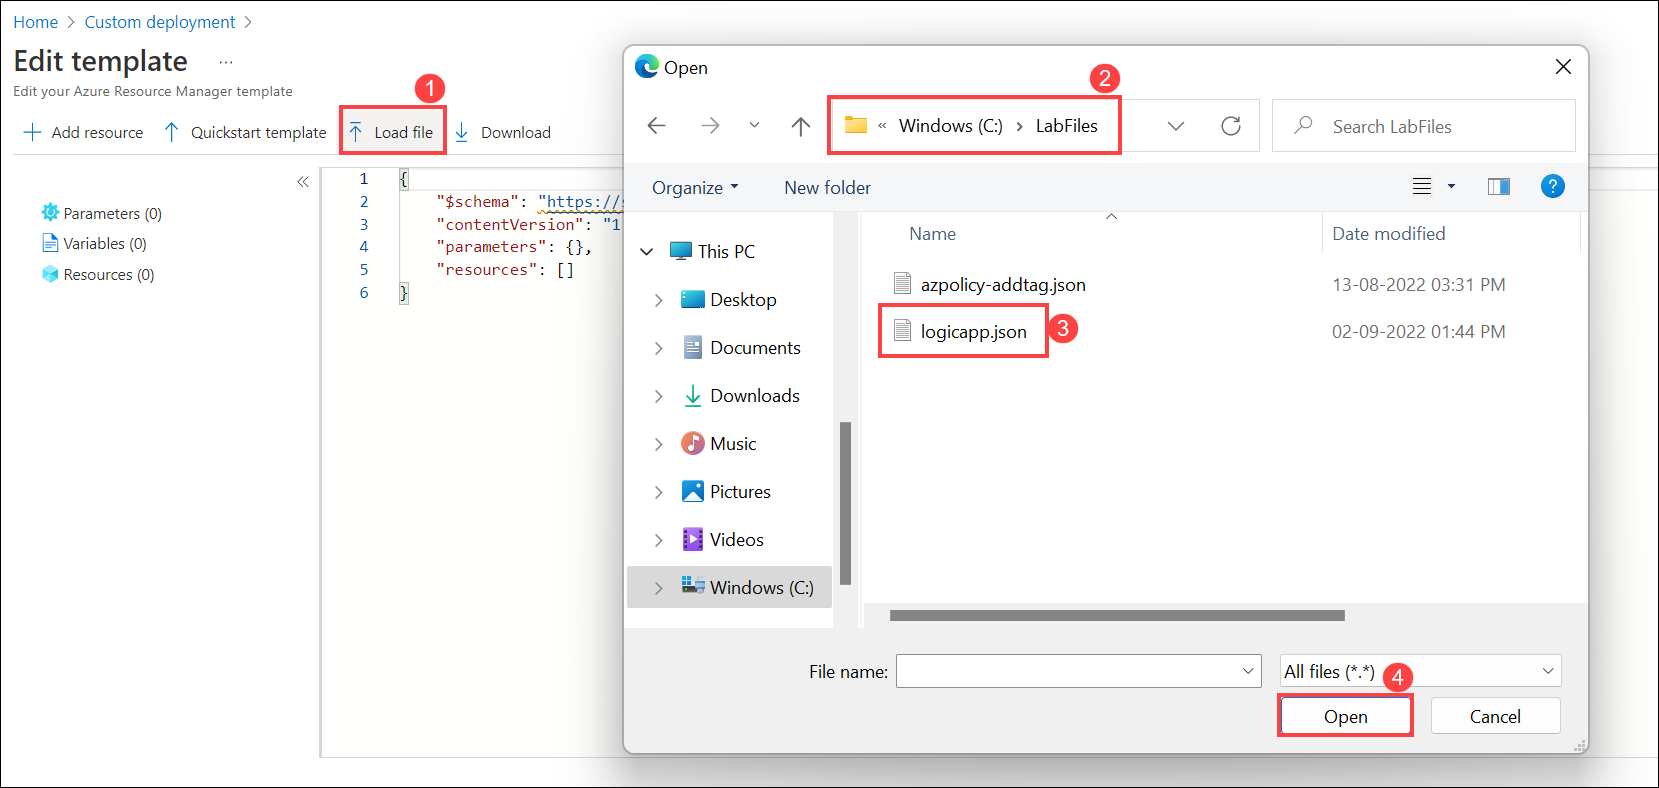 Home > Custom deployment >
Edit template ...
Edit your Azure Resource Manager template
1
+ Add resource Quickstart template Load file Download
«
Parameters (0)
Variables (0)
Resources (0)
1 {
2 "$schema": "https://
3 "contentVersion": "1
4 "parameters": {},
5 "resources": []
6 }
Open
2
« Windows (C:) > LabFiles
Search LabFiles
Organize New folder
?
Name Date modified
This PC
Desktop
Documents
Downloads
Music
Pictures
Videos
Windows (C:)
azpolicy-addtag.json 13-08-2022 03:31 PM
logicapp.json 3 02-09-2022 01:44 PM
File name: All files (*.*)
4
Open Cancel